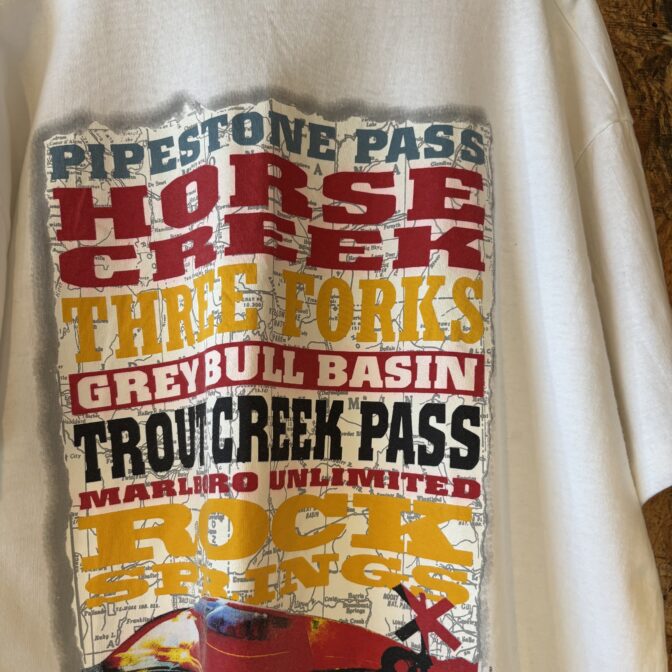 PIPESTONE PASS
HORSE
CREEK
THREE FORKS
GREYBULL BASIN
TROUT CREEK PASS
MARLBORO UNLIMITED
ROCK
SPRINGS